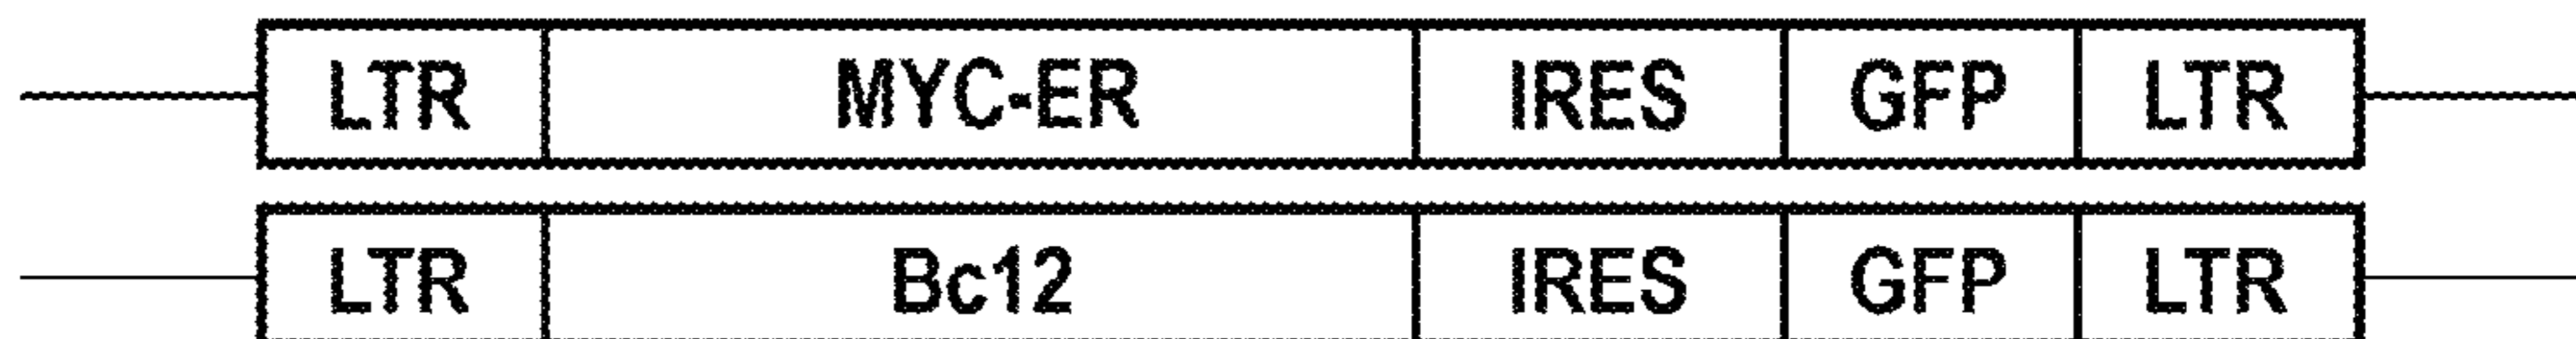 LTR MYC-ER IRES GFP LTR
LTR Bc12 IRES GFP LTR